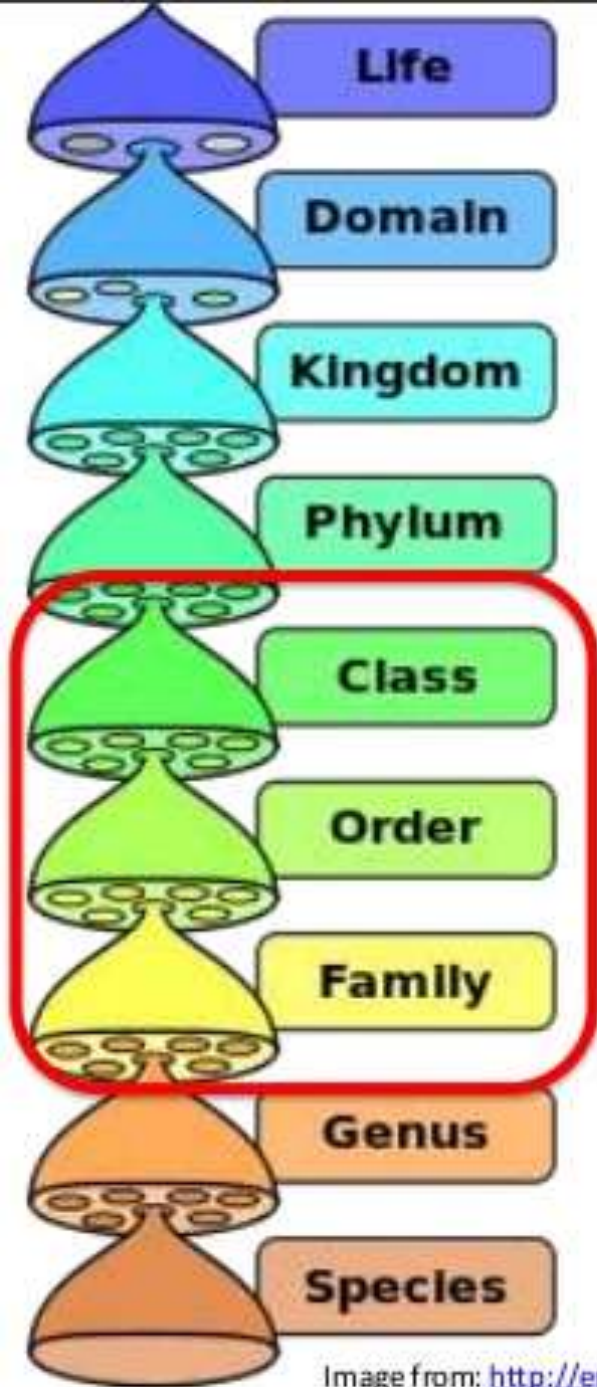 Life
Domain
Kingdom
Phylum
Class
Order
Family
Genus
Species
Image from: http://e